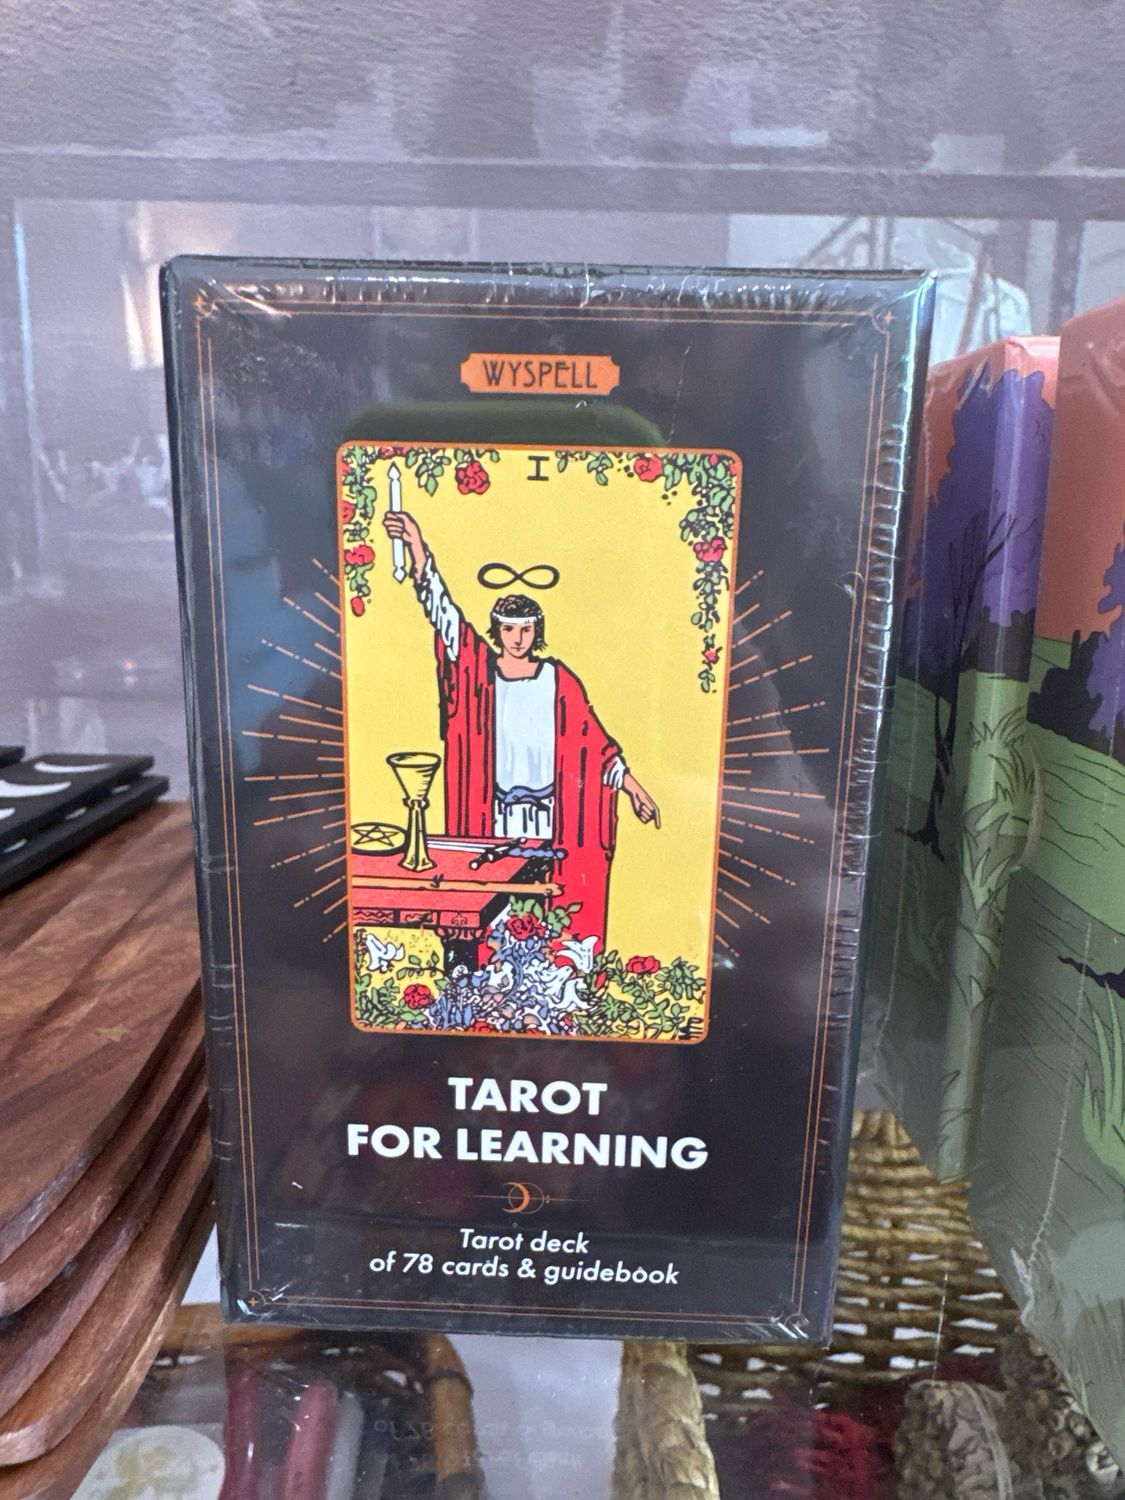 WYSPELL
I
TAROT
FOR LEARNING
Tarot deck
of 78 cards & guidebook